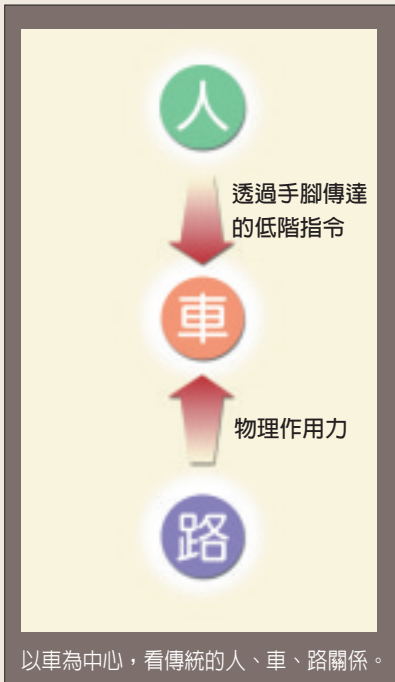 人
透過手腳傳達
的低階指令
車
物理作用力
路
以車為中心，看傳統的人、車、路關係。